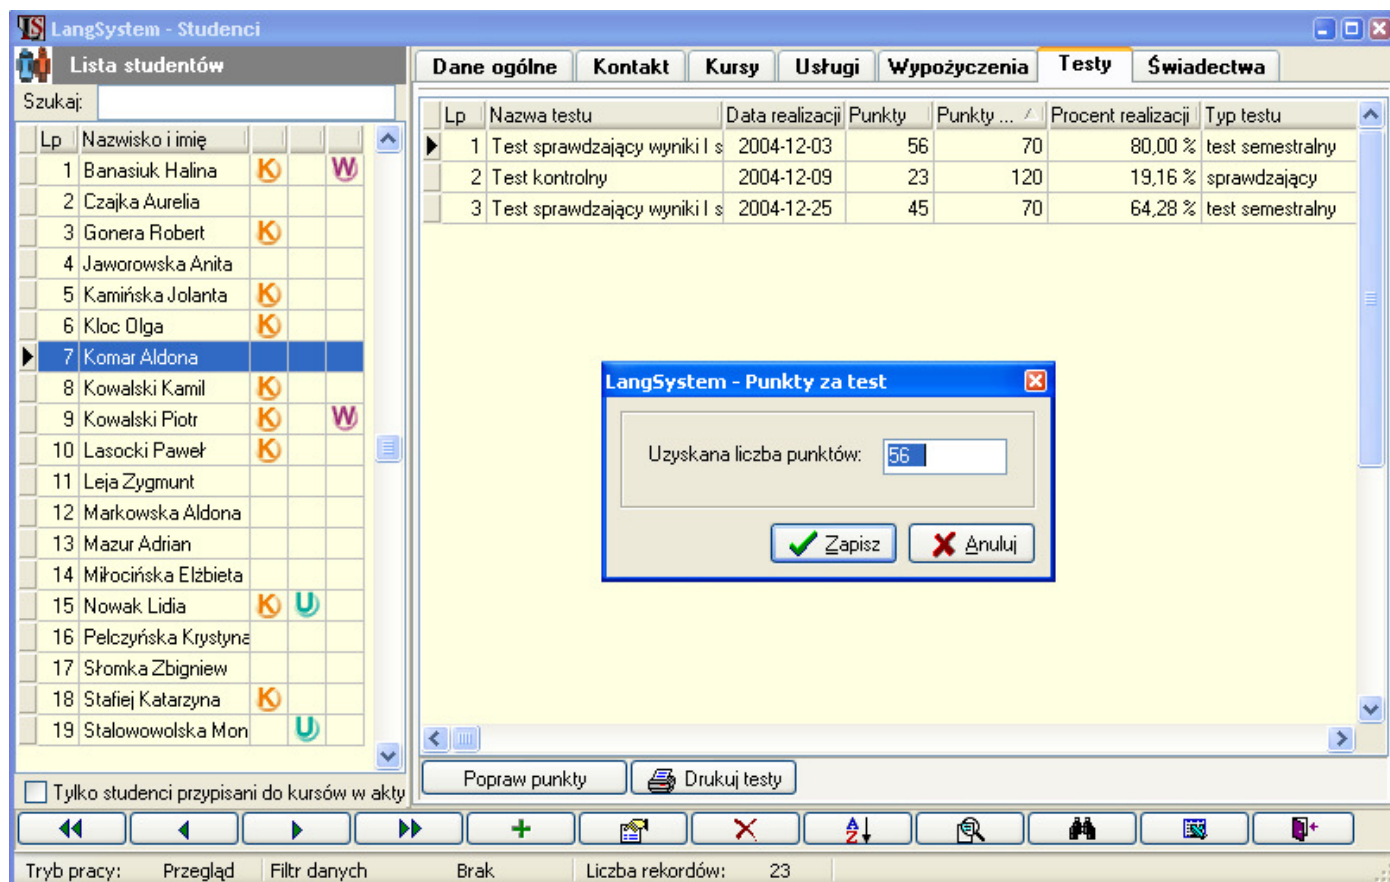 LangSystem - Studenci
Lista studentów
Szukaj:
Lp Nazwisko i imię
1 Banasiuk Halina K W
2 Czajka Aurelia
3 Gonera Robert K
4 Jaworowska Anita
5 Kamińska Jolanta K
6 Kloc Olga K
7 Komar Aldona
8 Kowalski Kamil K
9 Kowalski Piotr K W
10 Lasocki Paweł K
11 Leja Zygmunt
12 Markowska Aldona
13 Mazur Adrian
14 Miłocińska Elżbieta
15 Nowak Lidia K U
16 Pelczyńska Krystyna
17 Słomka Zbigniew
18 Stafiej Katarzyna K
19 Stalowowolska Mon U
Tylko studenci przypisani do kursów w akty
Dane ogólne Kontakt Kursy Usługi Wypożyczenia Testy Świadectwa
Lp Nazwa testu Data realizacji Punkty Punkty ... Procent realizacji Typ testu
1 Test sprawdzający wyniki I s 2004-12-03 56 70 80,00 % test semestralny
2 Test kontrolny 2004-12-09 23 120 19,16 % sprawdzający
3 Test sprawdzający wyniki I s 2004-12-25 45 70 64,28 % test semestralny
LangSystem - Punkty za test
Uzyskana liczba punktów: 56
Zapisz Anuluj
Popraw punkty Drukuj testy
Tryb pracy: Przegląd Filtr danych Brak Liczba rekordów: 23